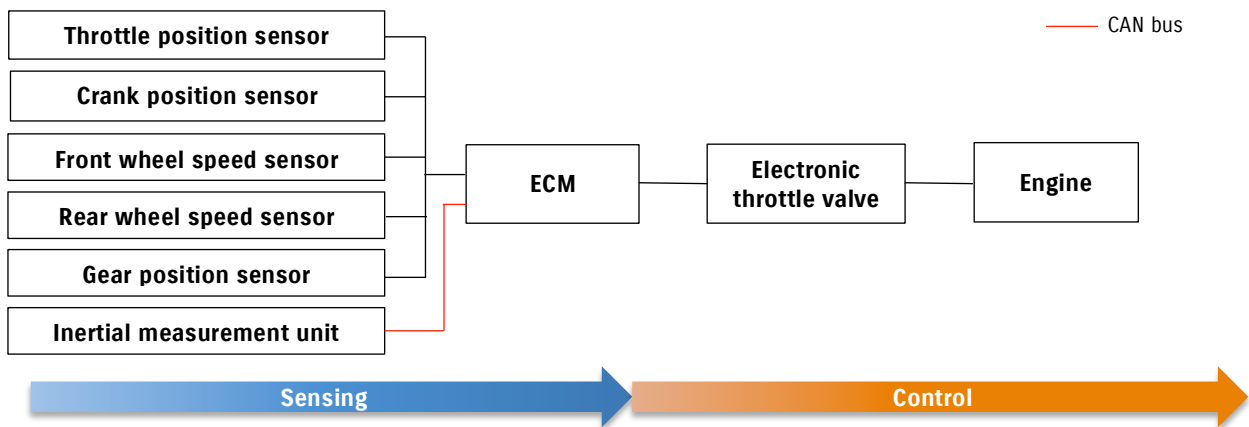 Throttle position sensor
CAN bus
Crank position sensor
Front wheel speed sensor
Rear wheel speed sensor
Gear position sensor
Inertial measurement unit
ECM
Electronic
throttle valve
Engine
Sensing
Control